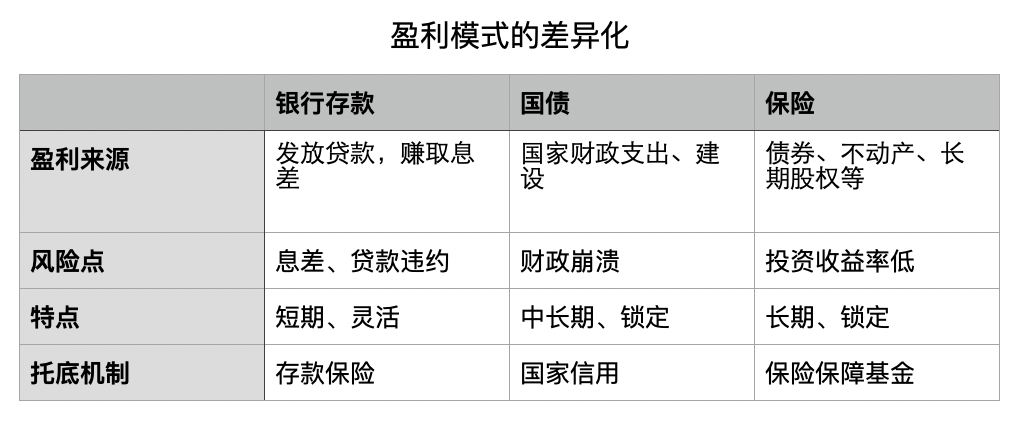 盈利模式的差异化
银行存款 国债 保险
盈利来源 发放贷款，赚取息 国家财政支出、建 债券、不动产、长
差 设 期股权等
风险点 息差、贷款违约 财政崩溃 投资收益率低
特点 短期、灵活 中长期、锁定 长期、锁定
托底机制 存款保险 国家信用 保险保障基金